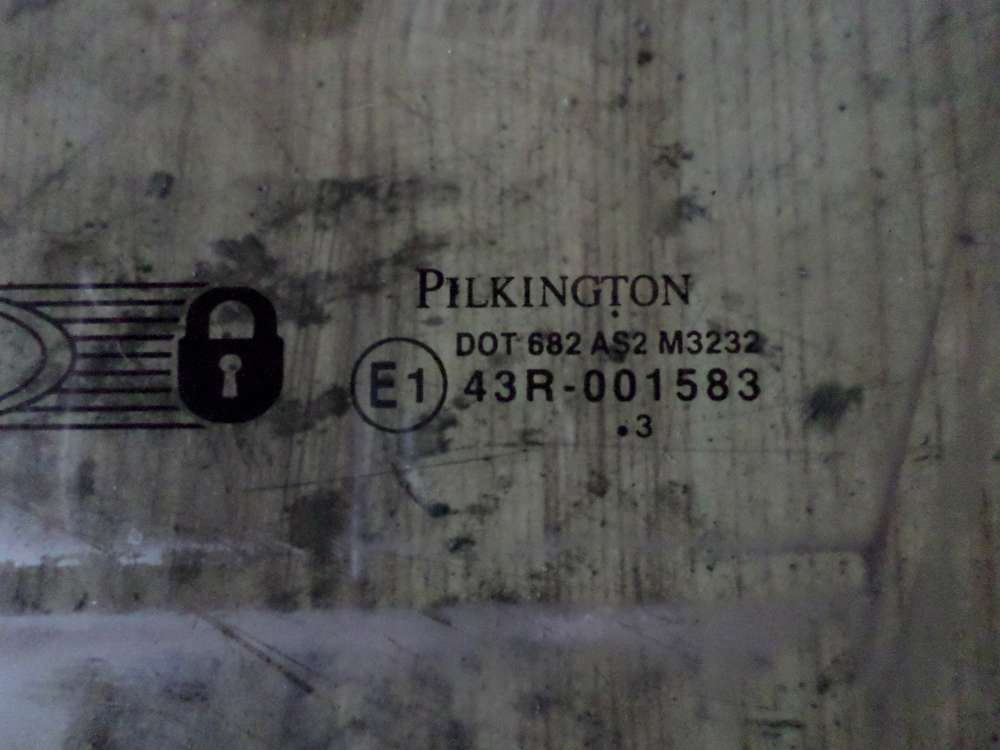 PILKINGTON
DOT 682 AS2 M3232
E1 43R-001583
.3